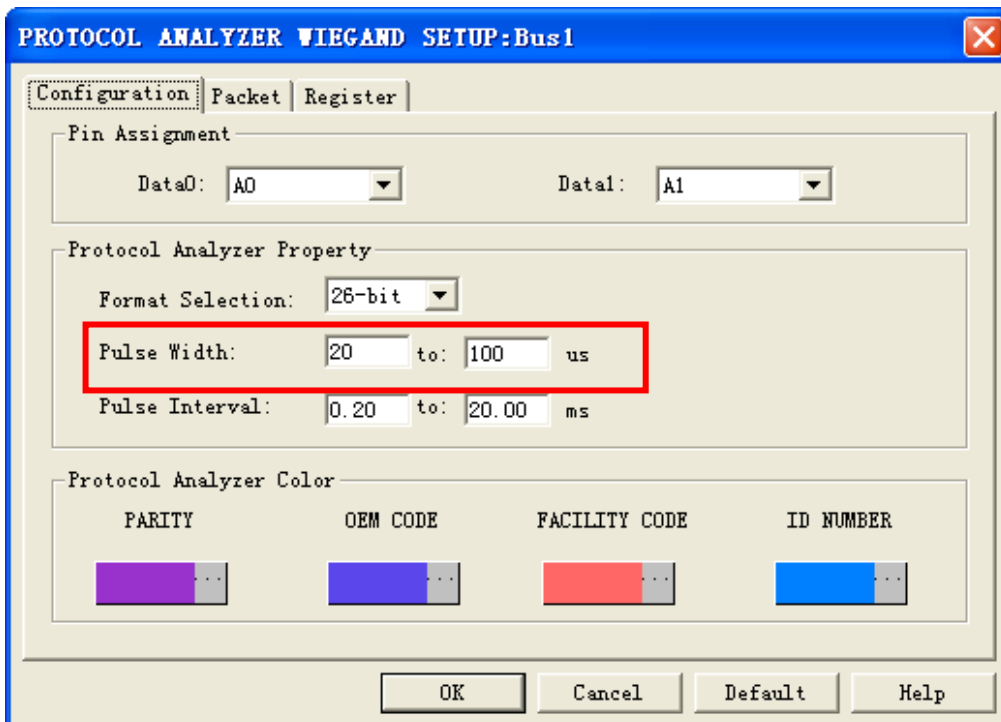 PROTOCOL ANALYZER WIEGAND SETUP:Bus1
Configuration Packet Register
Pin Assignment
Data0: A0 Data1: A1
Protocol Analyzer Property
Format Selection: 26-bit
Pulse Width: 20 to: 100 us
Pulse Interval: 0.20 to: 20.00 ms
Protocol Analyzer Color
PARITY OEM CODE FACILITY CODE ID NUMBER
... ... ... ...
OK Cancel Default Help